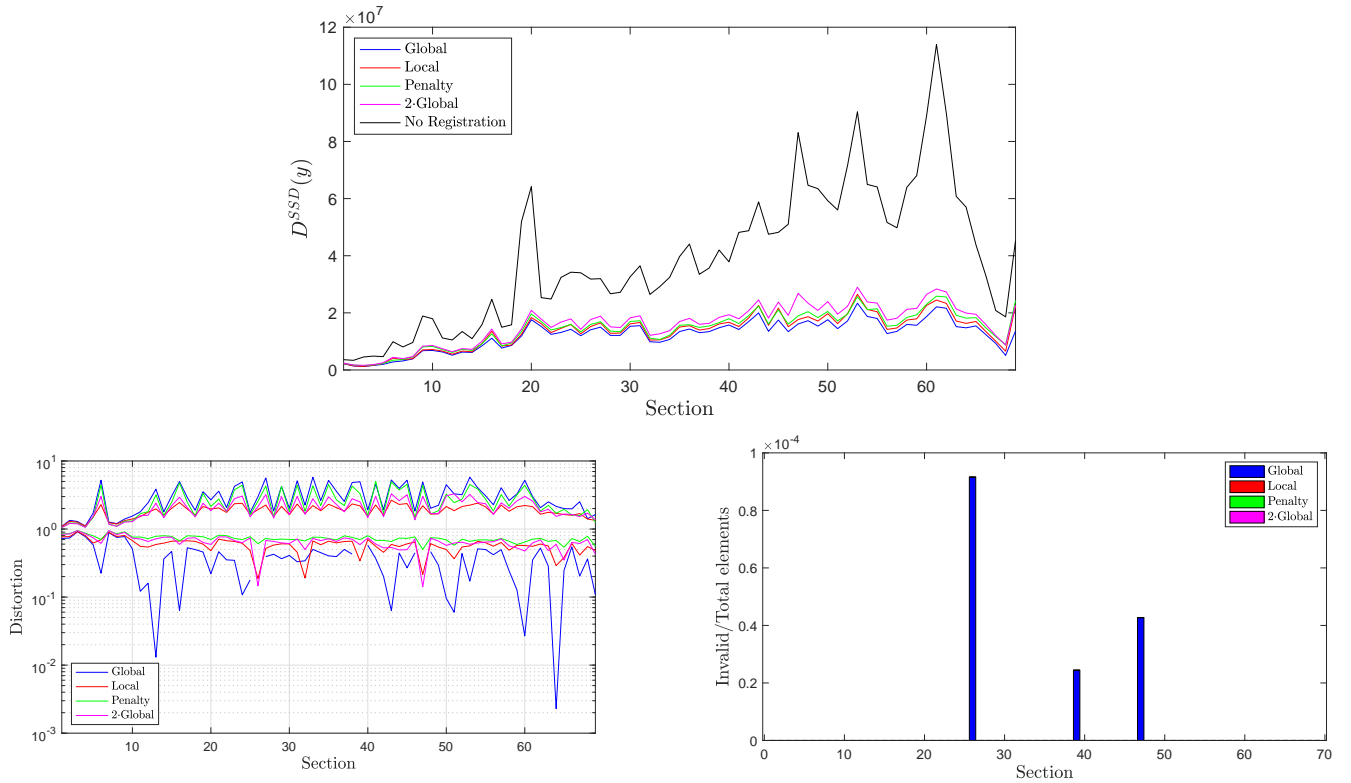 ×10^7
12
10
8
6
4
2
0
D^{SSD}(y)
Global
Local
Penalty
2·Global
No Registration
10 20 30 40 50 60
Section
10^1
10^0
10^-1
10^-2
10^-3
Distortion
Global
Local
Penalty
2·Global
10 20 30 40 50 60
Section
×10^-4
1
0.8
0.6
0.4
0.2
0
Invalid/Total elements
Global
Local
Penalty
2·Global
0 10 20 30 40 50 60 70
Section